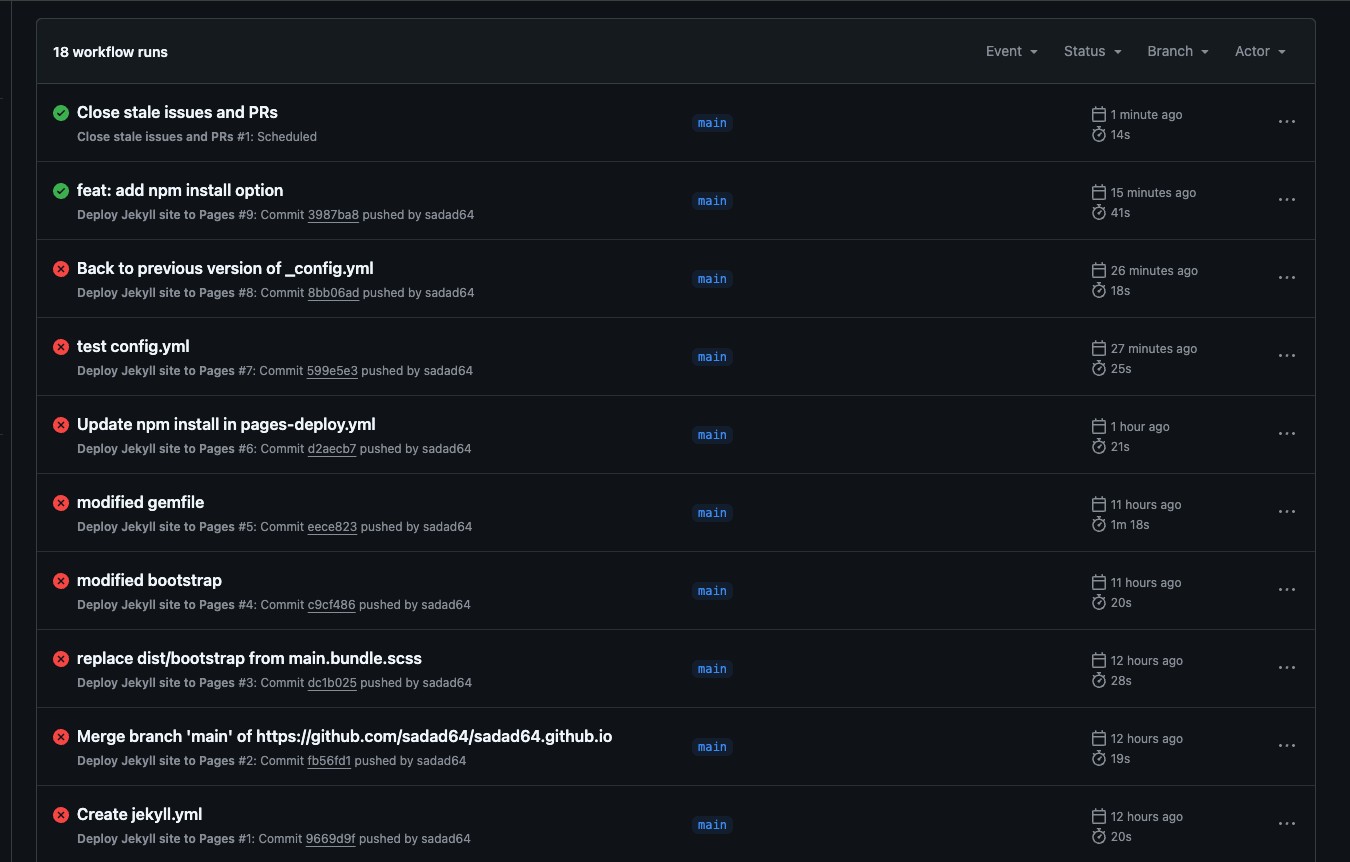 18 workflow runs
Event Status Branch Actor
Close stale issues and PRs
Close stale issues and PRs #1: Scheduled
main
1 minute ago
14s
feat: add npm install option
Deploy Jekyll site to Pages #9: Commit 3987ba8 pushed by sadad64
main
15 minutes ago
41s
Back to previous version of _config.yml
Deploy Jekyll site to Pages #8: Commit 8bb06ad pushed by sadad64
main
26 minutes ago
18s
test config.yml
Deploy Jekyll site to Pages #7: Commit 599e5e3 pushed by sadad64
main
27 minutes ago
25s
Update npm install in pages-deploy.yml
Deploy Jekyll site to Pages #6: Commit d2aecb7 pushed by sadad64
main
1 hour ago
21s
modified gemfile
Deploy Jekyll site to Pages #5: Commit eece823 pushed by sadad64
main
11 hours ago
1m 18s
modified bootstrap
Deploy Jekyll site to Pages #4: Commit c9cf486 pushed by sadad64
main
11 hours ago
20s
replace dist/bootstrap from main.bundle.scss
Deploy Jekyll site to Pages #3: Commit dc1b025 pushed by sadad64
main
12 hours ago
28s
Merge branch 'main' of https://github.com/sadad64/sadad64.github.io
Deploy Jekyll site to Pages #2: Commit fb56fd1 pushed by sadad64
main
12 hours ago
19s
Create jekyll.yml
Deploy Jekyll site to Pages #1: Commit 9669d9f pushed by sadad64
main
12 hours ago
20s